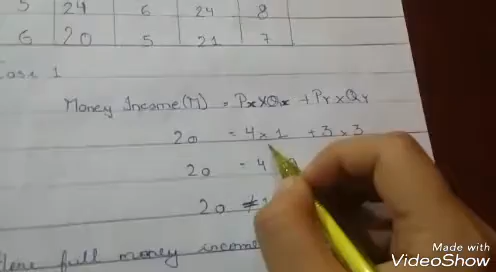 5 24 6 24 8
6 20 5 21 7
Case 1
Money Income (M) = Px X Qx + Py x Qy
20 = 4 x 1 + 3 x 3
20 = 4
20 ≠
Here full money income
Made with
VideoShow